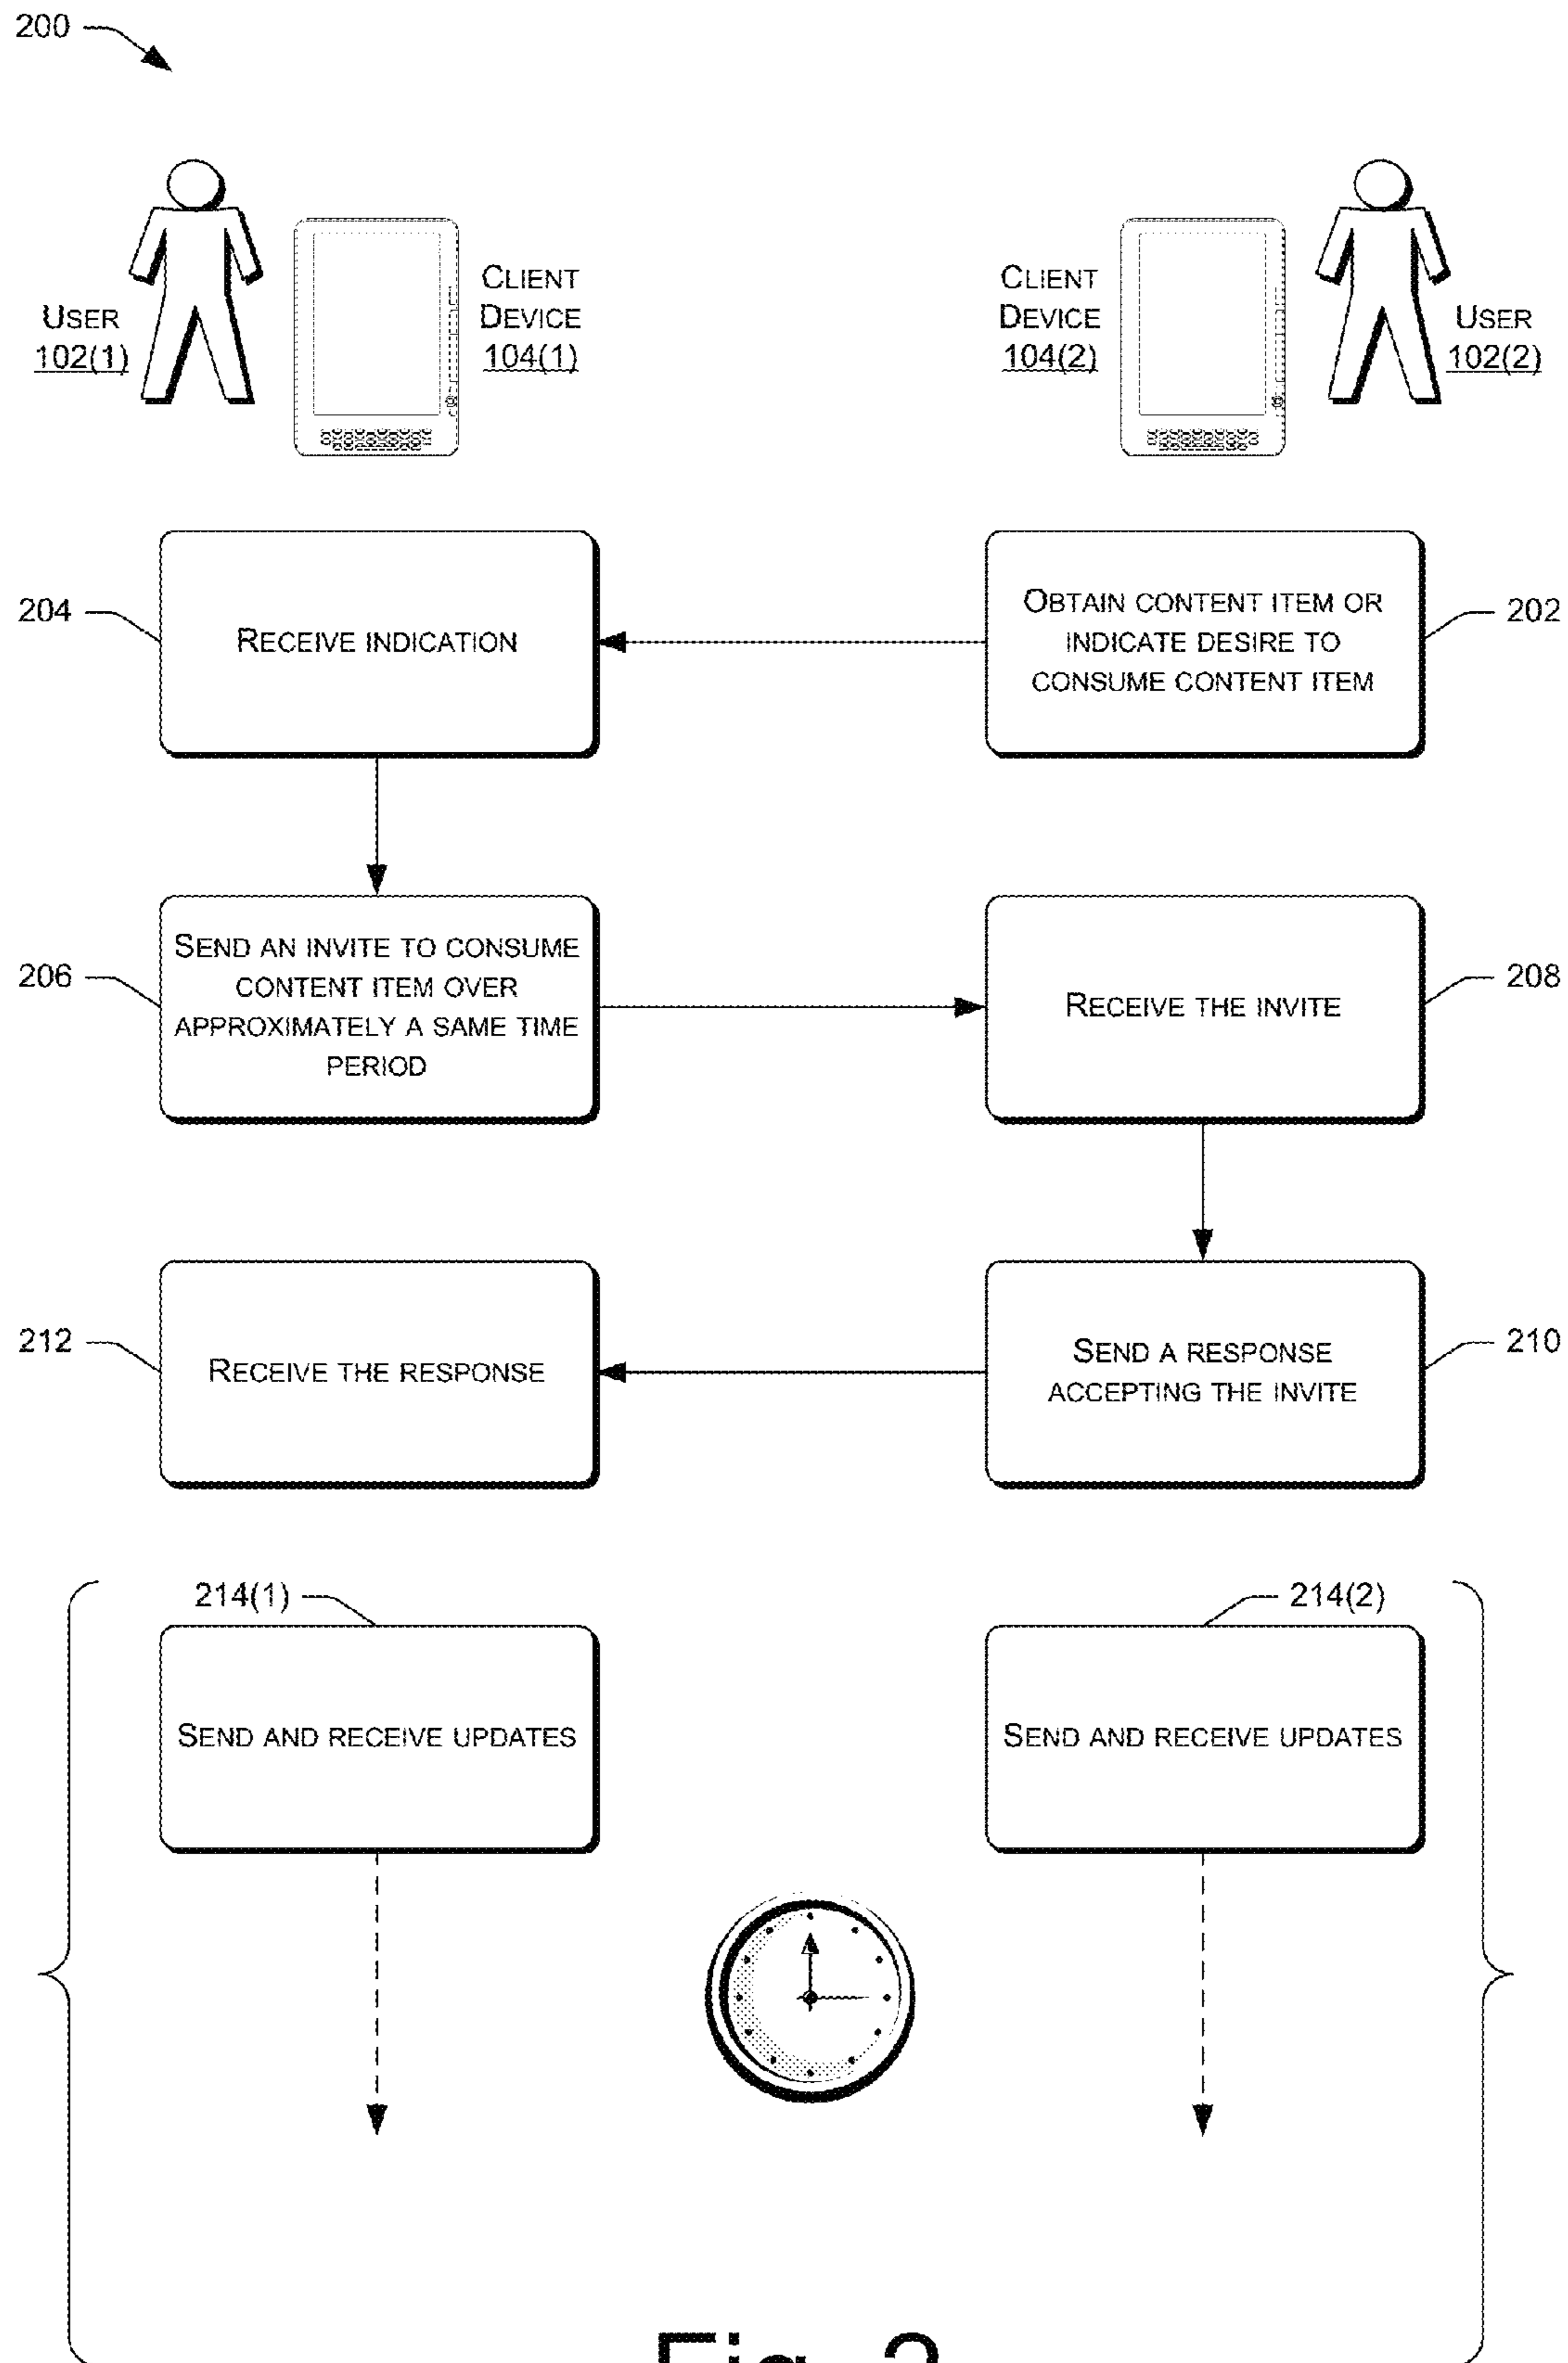 200
USER
102(1)
CLIENT
DEVICE
104(1)
CLIENT
DEVICE
104(2)
USER
102(2)
204
RECEIVE INDICATION
OBTAIN CONTENT ITEM OR
INDICATE DESIRE TO
CONSUME CONTENT ITEM
202
206
SEND AN INVITE TO CONSUME
CONTENT ITEM OVER
APPROXIMATELY A SAME TIME
PERIOD
RECEIVE THE INVITE
208
212
RECEIVE THE RESPONSE
SEND A RESPONSE
ACCEPTING THE INVITE
210
214(1)
SEND AND RECEIVE UPDATES
214(2)
SEND AND RECEIVE UPDATES
Fig.